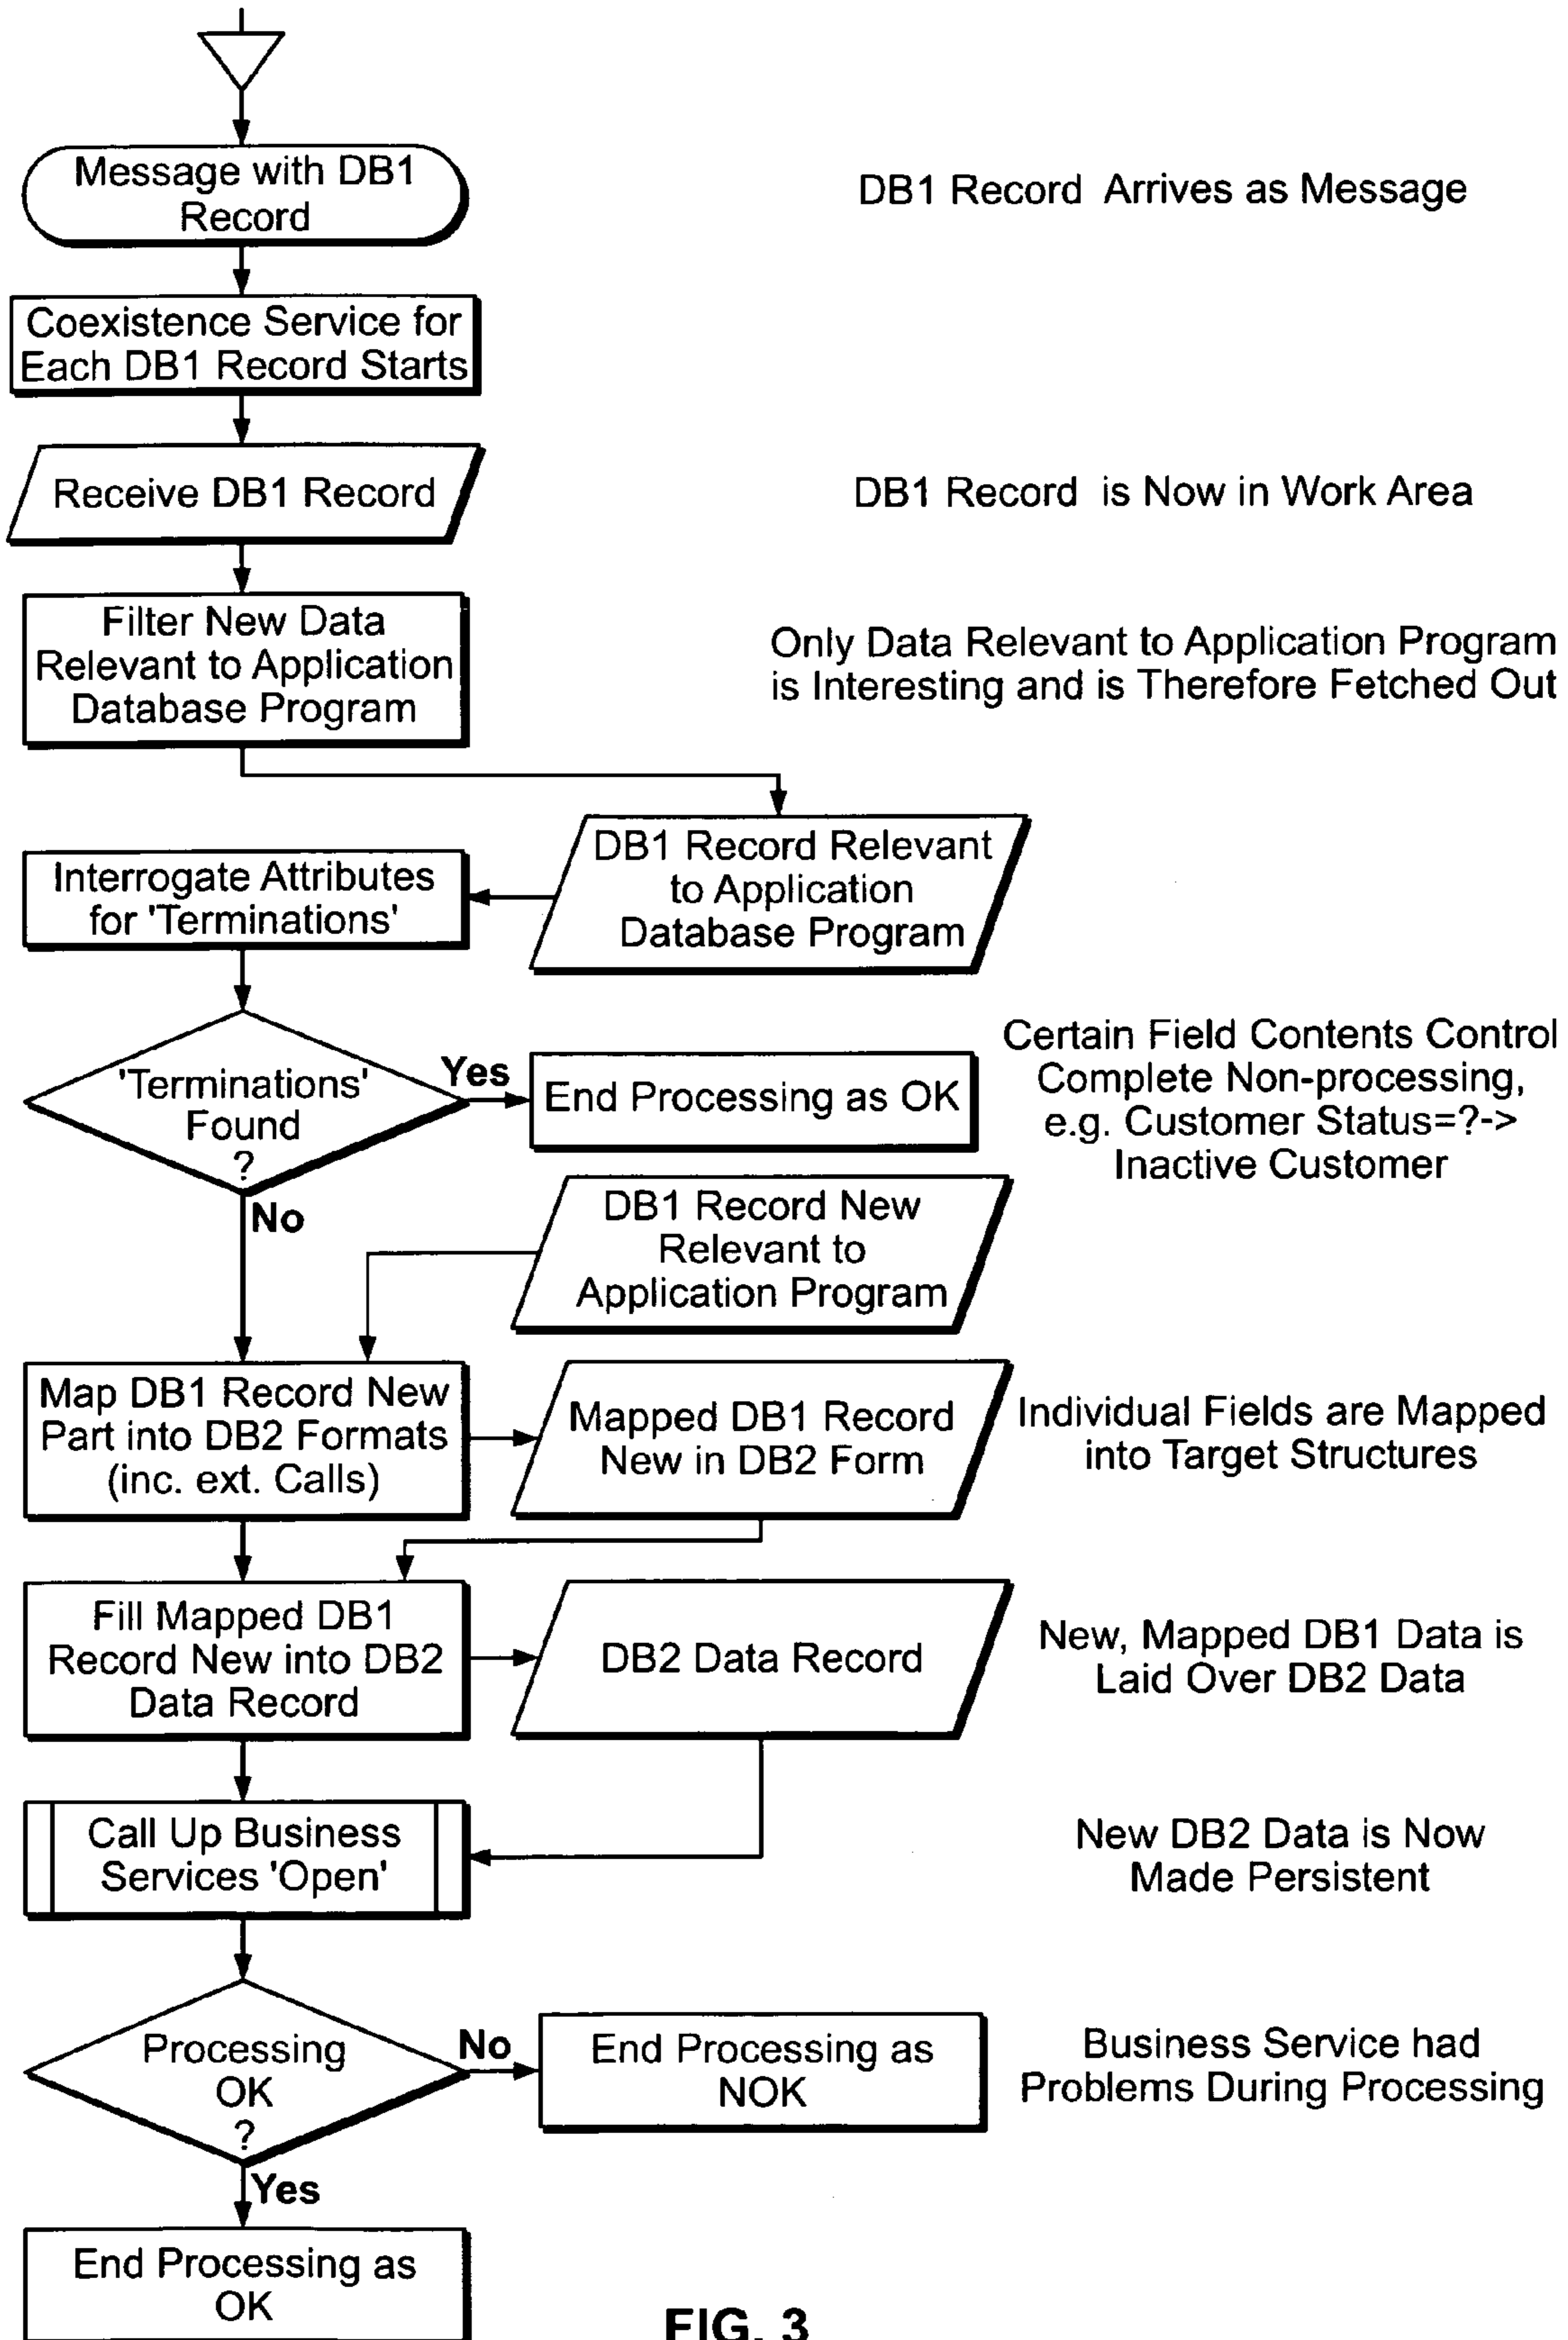 Message with DB1
Record
DB1 Record Arrives as Message
Coexistence Service for
Each DB1 Record Starts
Receive DB1 Record
DB1 Record is Now in Work Area
Filter New Data
Relevant to Application
Database Program
Only Data Relevant to Application Program
is Interesting and is Therefore Fetched Out
DB1 Record Relevant
to Application
Database Program
Interrogate Attributes
for 'Terminations'
'Terminations'
Found
?
Yes
End Processing as OK
Certain Field Contents Control
Complete Non-processing,
e.g. Customer Status=?->
Inactive Customer
No
DB1 Record New
Relevant to
Application Program
Map DB1 Record New
Part into DB2 Formats
(inc. ext. Calls)
Mapped DB1 Record
New in DB2 Form
Individual Fields are Mapped
into Target Structures
Fill Mapped DB1
Record New into DB2
Data Record
DB2 Data Record
New, Mapped DB1 Data is
Laid Over DB2 Data
Call Up Business
Services 'Open'
New DB2 Data is Now
Made Persistent
Processing
OK
?
No
End Processing as
NOK
Business Service had
Problems During Processing
Yes
End Processing as
OK
FIG. 3